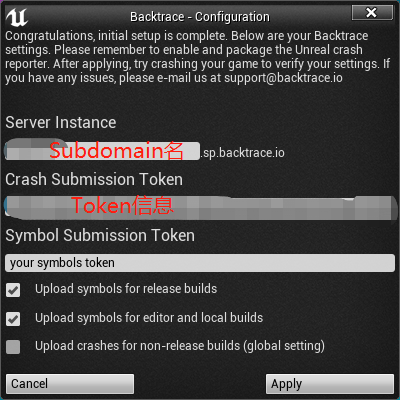 Backtrace - Configuration
Congratulations, initial setup is complete. Below are your Backtrace
settings. Please remember to enable and package the Unreal crash
reporter. After applying, try crashing your game to verify your settings. If
you have any issues, please e-mail us at support@backtrace.io
Server Instance
Subdomain名 .sp.backtrace.io
Crash Submission Token
Token信息
Symbol Submission Token
your symbols token
Upload symbols for release builds
Upload symbols for editor and local builds
Upload crashes for non-release builds (global setting)
Cancel Apply